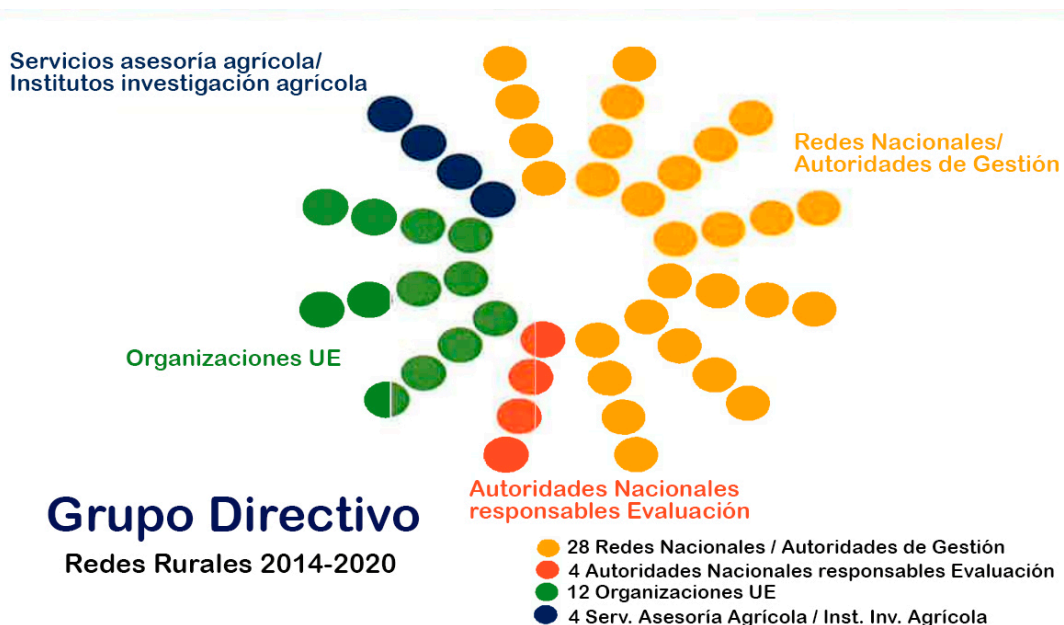 Servicios asesoría agrícola/
Institutos investigación agrícola
Redes Nacionales/
Autoridades de Gestión
Organizaciones UE
Autoridades Nacionales
responsables Evaluación
Grupo Directivo
Redes Rurales 2014-2020
28 Redes Nacionales / Autoridades de Gestión
4 Autoridades Nacionales responsables Evaluación
12 Organizaciones UE
4 Serv. Asesoría Agrícola / Inst. Inv. Agrícola